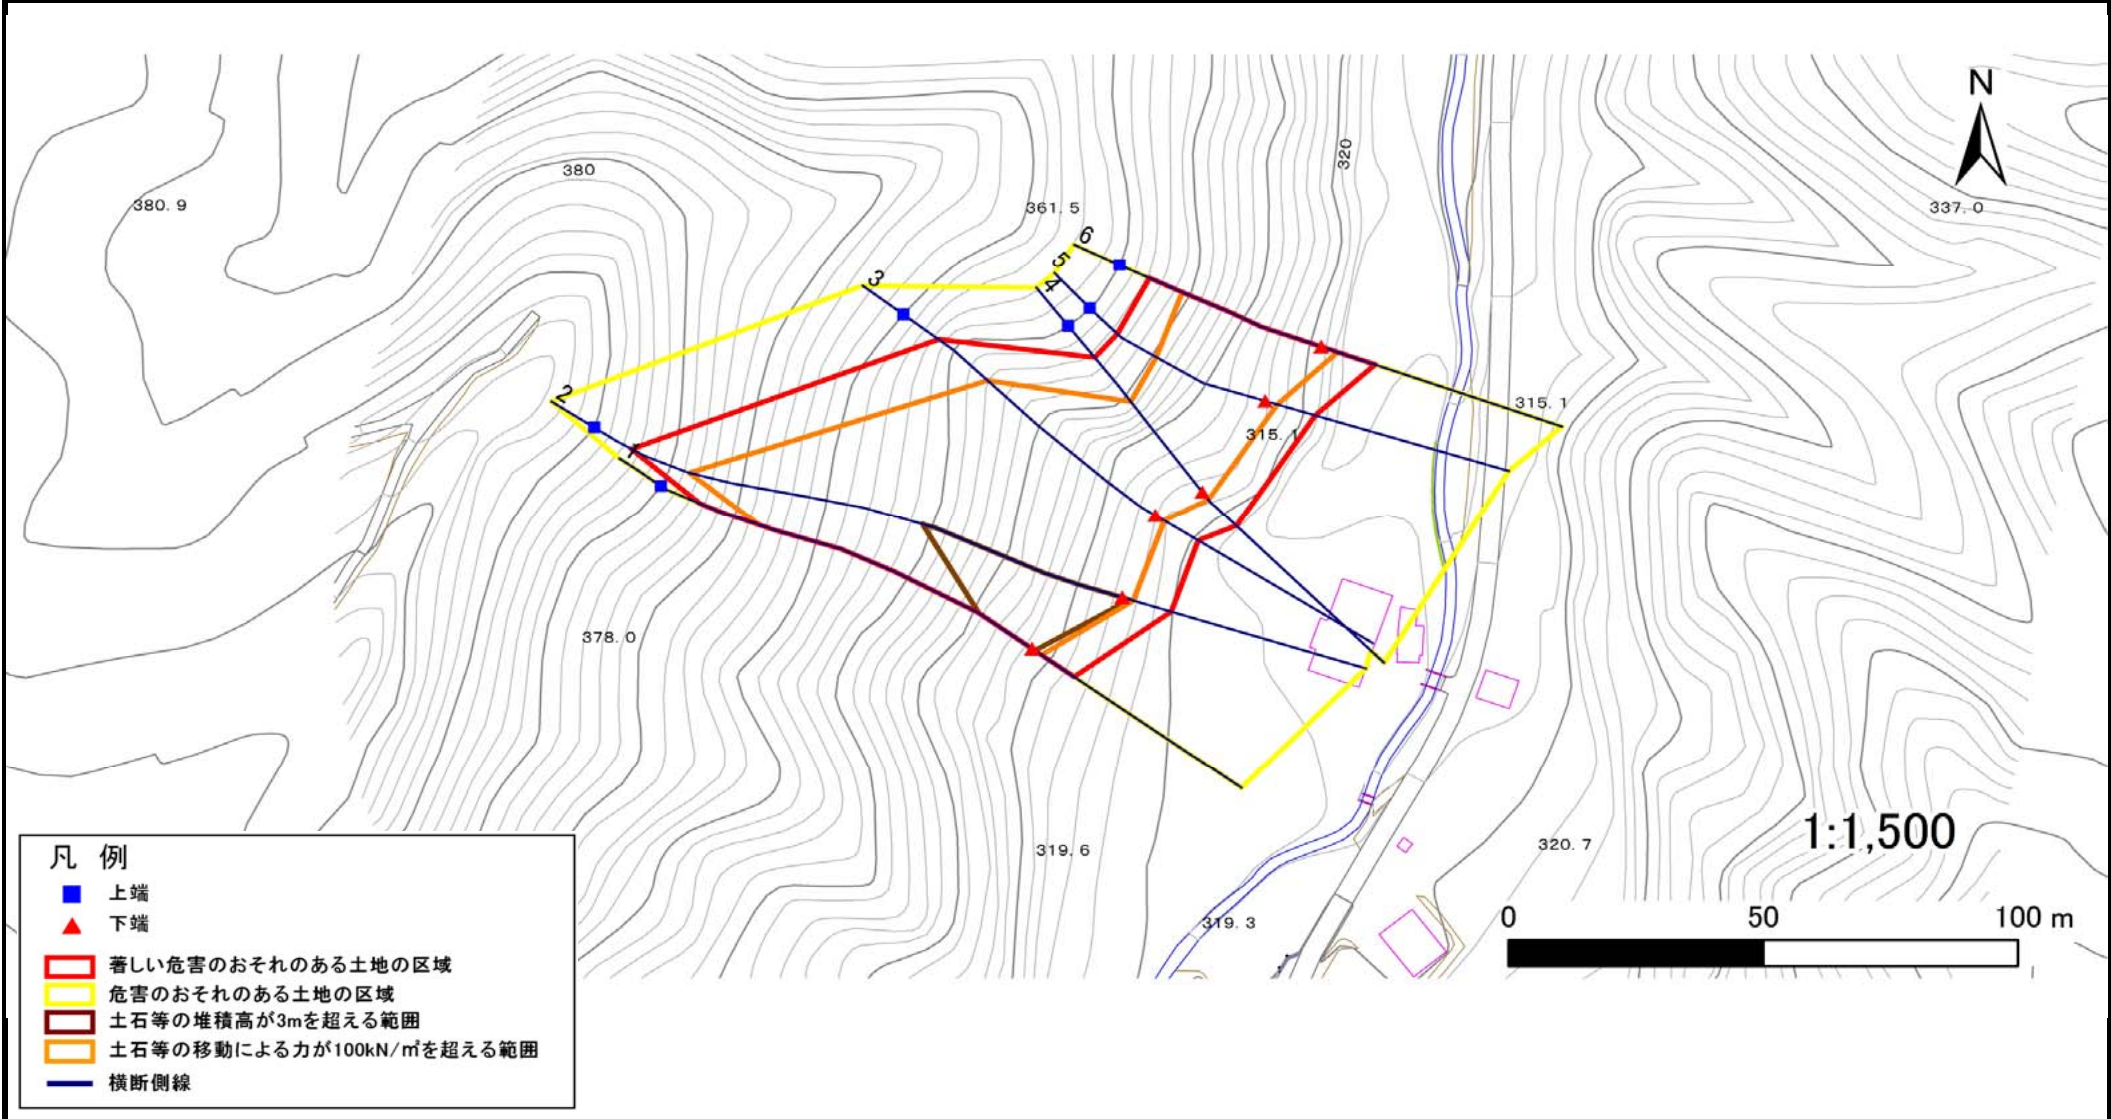 N
380
320
380. 9
361. 5
337. 0
6
5
3
4
2
1
315. 1
315. 1
378. 0
1:1,500
319. 6
320. 7
0 50 100 m
319. 3
凡 例
上端
下端
著しい危害のおそれのある土地の区域
危害のおそれのある土地の区域
土石等の堆積高が3mを超える範囲
土石等の移動による力が100kN/㎡を超える範囲
横断側線